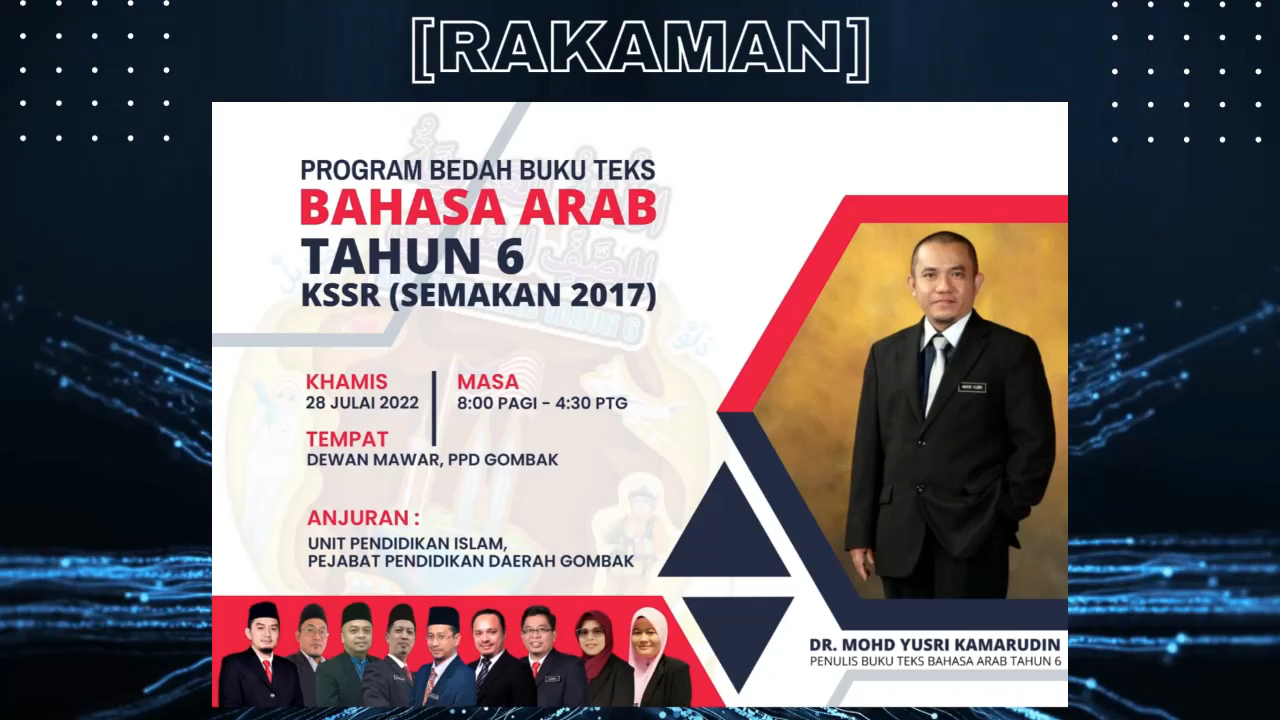 [RAKAMAN]
PROGRAM BEDAH BUKU TEKS
BAHASA ARAB
TAHUN 6
KSSR (SEMAKAN 2017)
KHAMIS
28 JULAI 2022
MASA
8:00 PAGI - 4:30 PTG
TEMPAT
DEWAN MAWAR, PPD GOMBAK
ANJURAN :
UNIT PENDIDIKAN ISLAM,
PEJABAT PENDIDIKAN DAERAH GOMBAK
DR. MOHD YUSRI KAMARUDIN
PENULIS BUKU TEKS BAHASA ARAB TAHUN 6